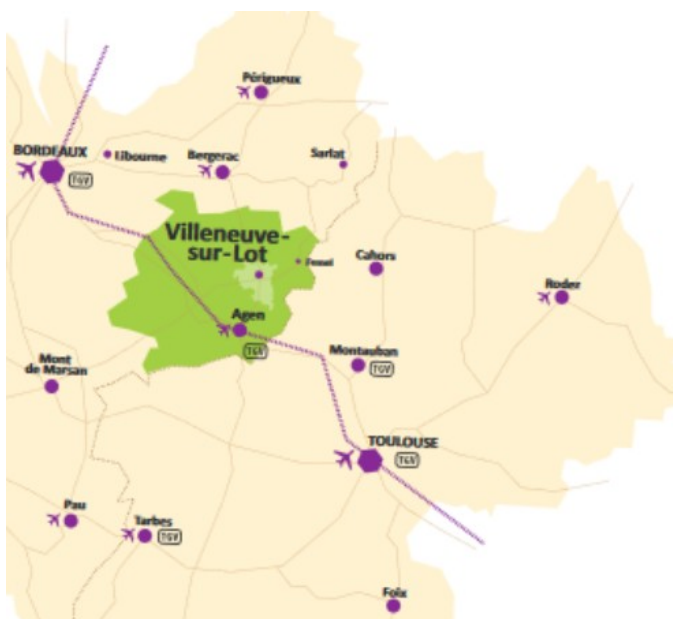 Périgueux
BORDEAUX
Libourne
Bergerac
Sarlat
TGV
Villeneuve-
sur-Lot
Fumel
Cahors
Rodez
Agen
TGV
Mont
de Marsan
Montauban
TGV
TOULOUSE
TGV
Pau
Tarbes
TGV
Foix